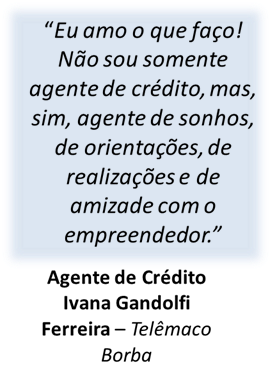 “Eu amo o que faço!
Não sou somente
agente de crédito, mas,
sim, agente de sonhos,
de orientações, de
realizações e de
amizade com o
empreendedor.”
Agente de Crédito
Ivana Gandolfi
Ferreira – Telêmaco
Borba